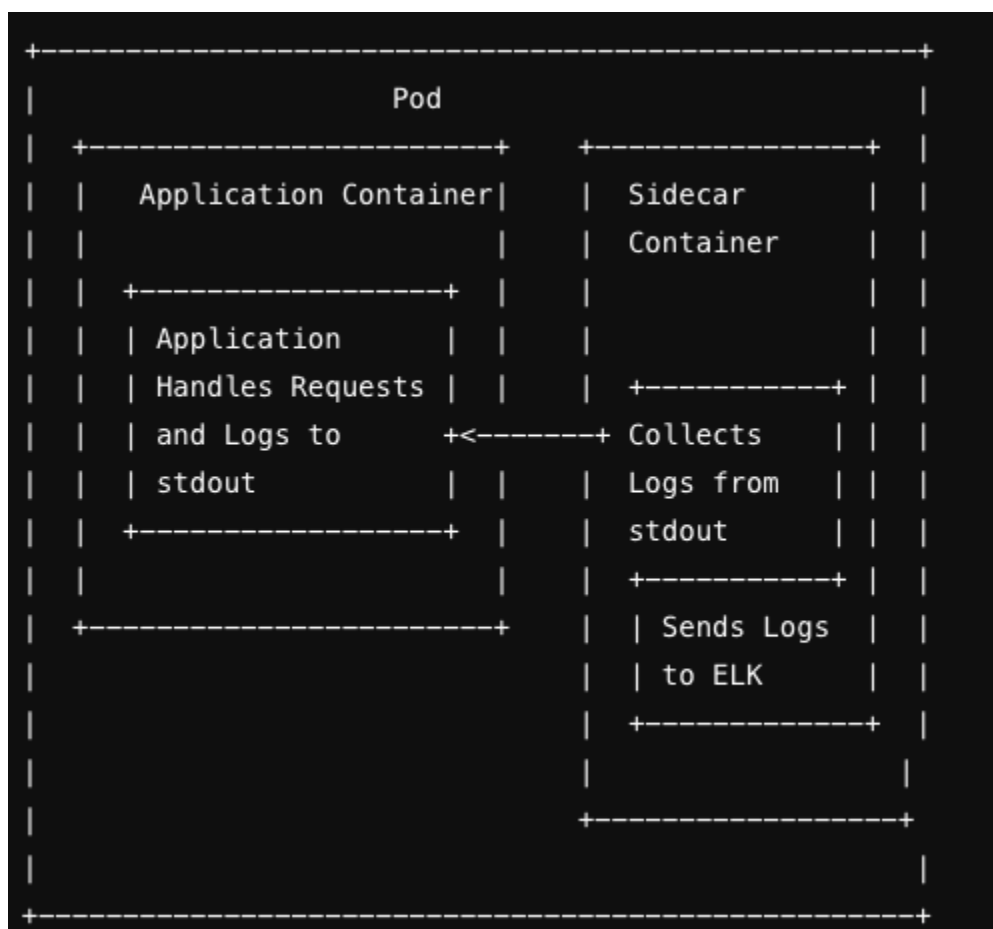 Pod
Application Container
Sidecar
Container
Application
Handles Requests
and Logs to
stdout
Collects
Logs from
stdout
Sends Logs
to ELK